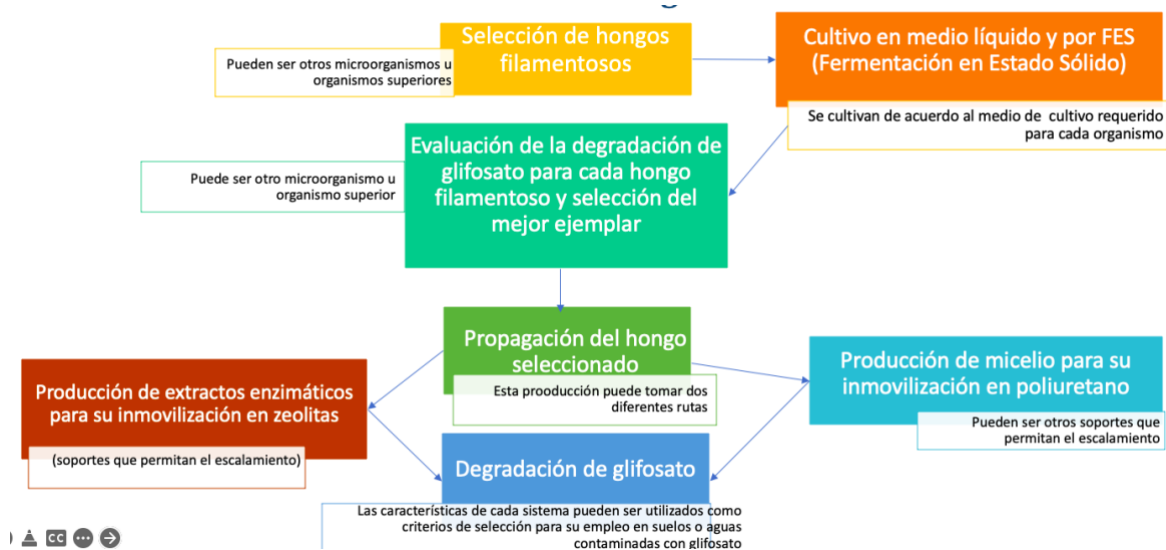 Selección de hongos
filamentosos
Pueden ser otros microorganismos u
organismos superiores
Cultivo en medio líquido y por FES
(Fermentación en Estado Sólido)
Se cultivan de acuerdo al medio de cultivo requerido
para cada organismo
Evaluación de la degradación de
glifosato para cada hongo
filamentoso y selección del
mejor ejemplar
Puede ser otro microorganismo u
organismo superior
Propagación del hongo
seleccionado
Esta prooducción puede tomar dos
diferentes rutas
Producción de extractos enzimáticos
para su inmovilización en zeolitas
(soportes que permitan el escalamiento)
Producción de micelio para su
inmovilización en poliuretano
Pueden ser otros soportes que
permitan el escalamiento
Degradación de glifosato
Las características de cada sistema pueden ser utilizados como
criterios de selección para su empleo en suelos o aguas
contaminadas con glifosato
CC